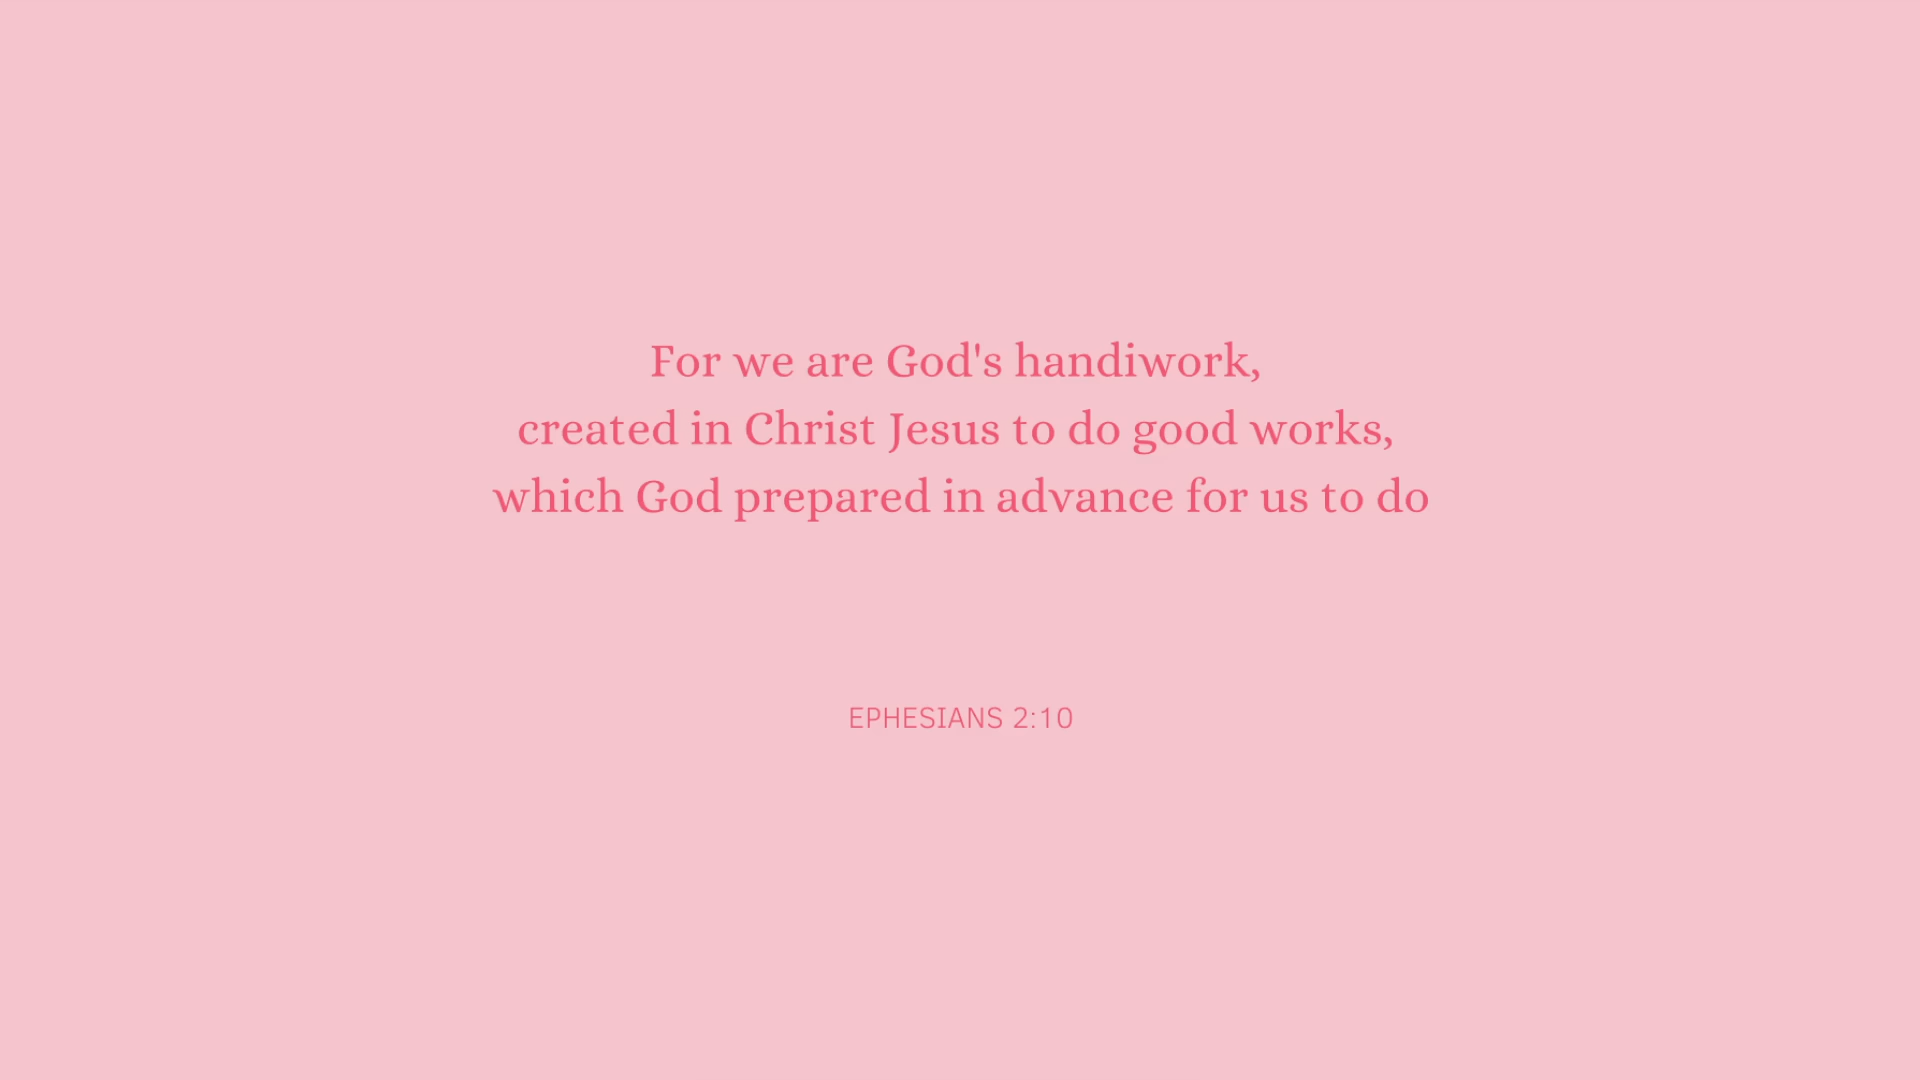 For we are God's handiwork,
created in Christ Jesus to do good works,
which God prepared in advance for us to do
EPHESIANS 2:10